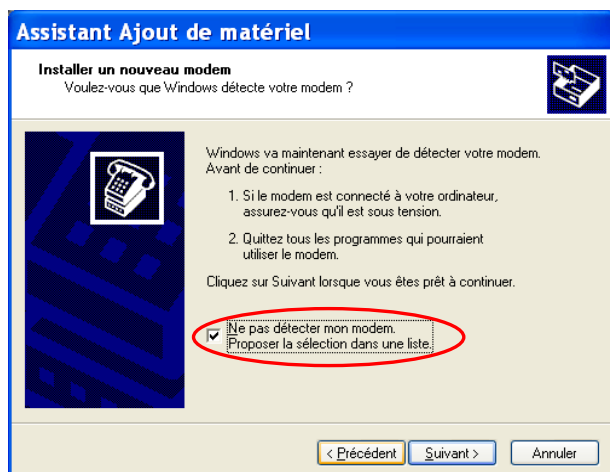 Assistant Ajout de matériel
Installer un nouveau modem
Voulez-vous que Windows détecte votre modem ?
Windows va maintenant essayer de détecter votre modem.
Avant de continuer :
1. Si le modem est connecté à votre ordinateur,
assurez-vous qu'il est sous tension.
2. Quittez tous les programmes qui pourraient
utiliser le modem.
Cliquez sur Suivant lorsque vous êtes prêt à continuer.
Ne pas détecter mon modem.
Proposer la sélection dans une liste.
< Précédent Suivant > Annuler